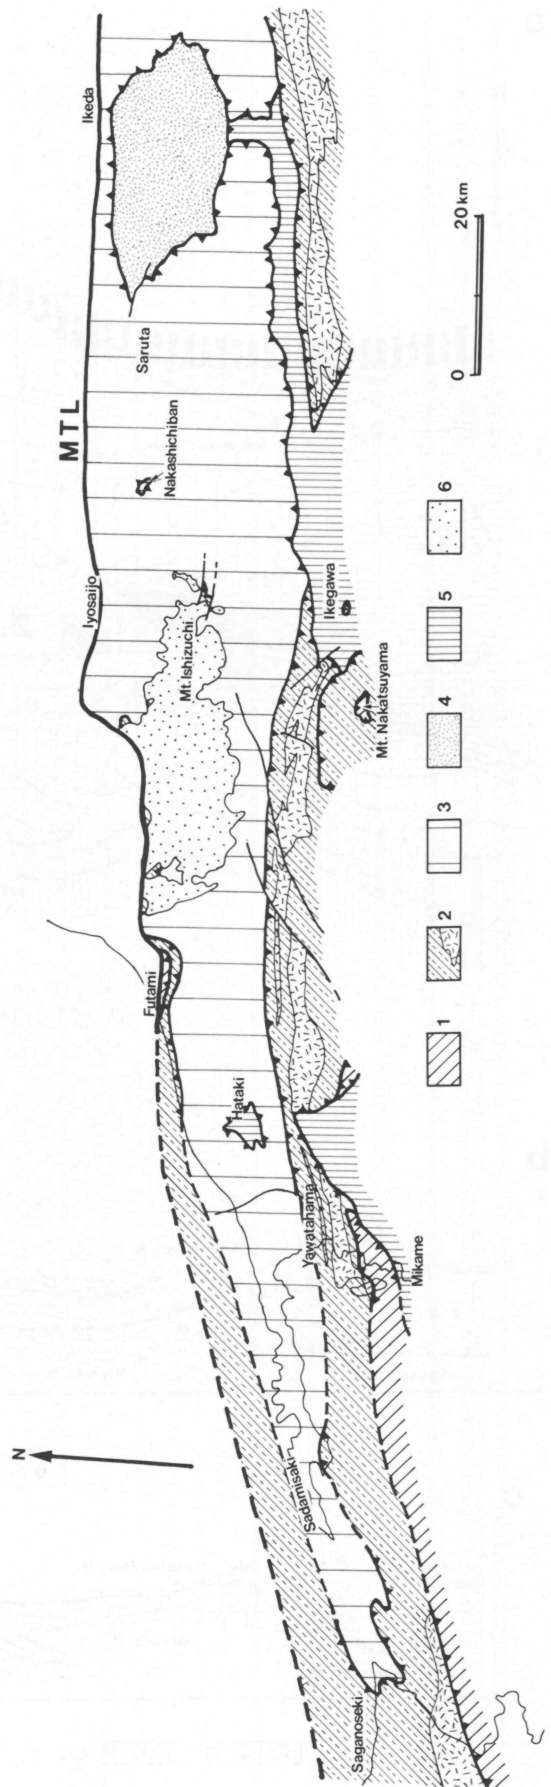 Ikeda
MTL
Saruta
Nakashichiban
Iyosaijo
Mt. Ishizuchi
Ikegawa
Mt. Nakatsuyama
Futami
Hataki
Yawatahama
Mikame
N
Sadamisaki
Saganoseki
0 20 km
1 2 3 4 5 6